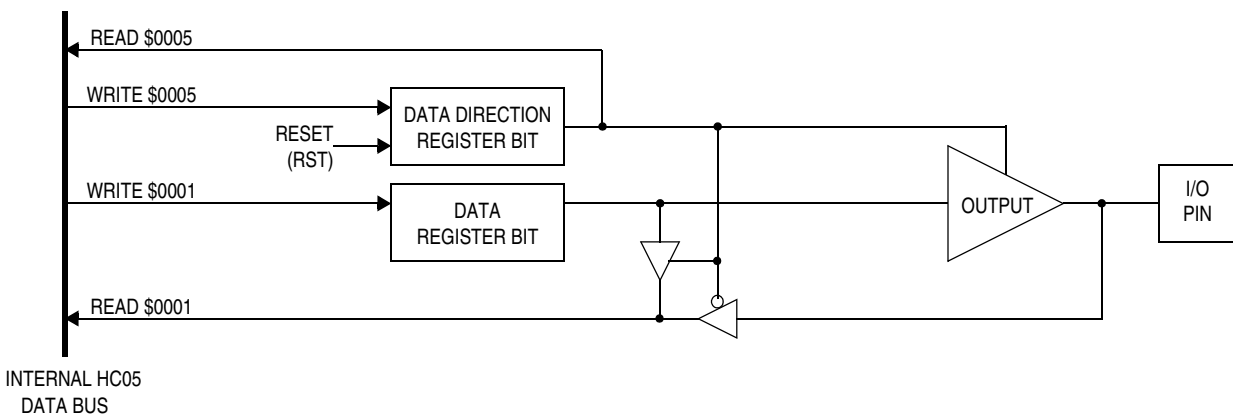 READ $0005
WRITE $0005
RESET
(RST)
DATA DIRECTION
REGISTER BIT
WRITE $0001
DATA
REGISTER BIT
OUTPUT
I/O
PIN
READ $0001
INTERNAL HC05
DATA BUS